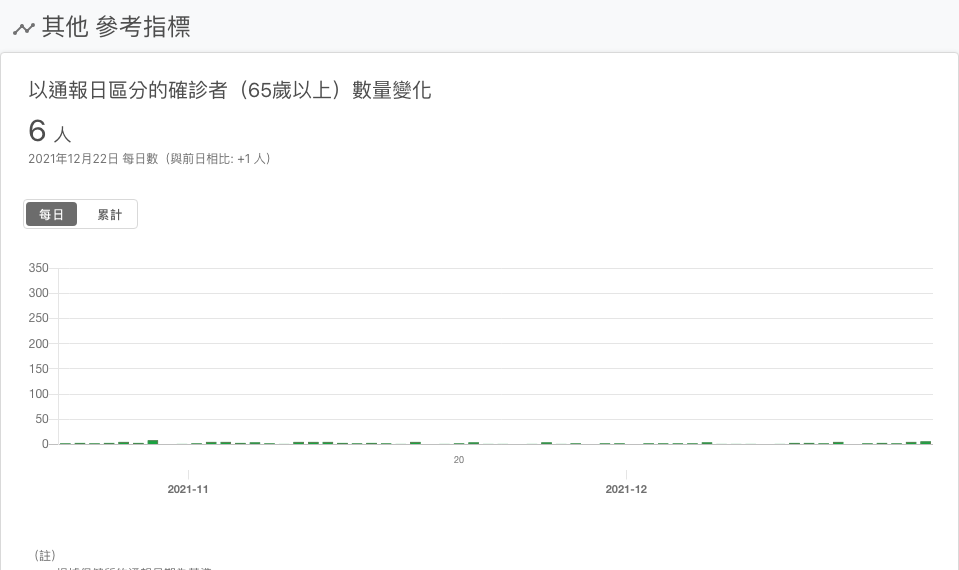 其他 參考指標
以通報日區分的確診者（65歲以上）數量變化
6 人
2021年12月22日 每日數（與前日相比: +1 人）
每日 累計
350
300
250
200
150
100
50
0
20
2021-11 2021-12
（註）